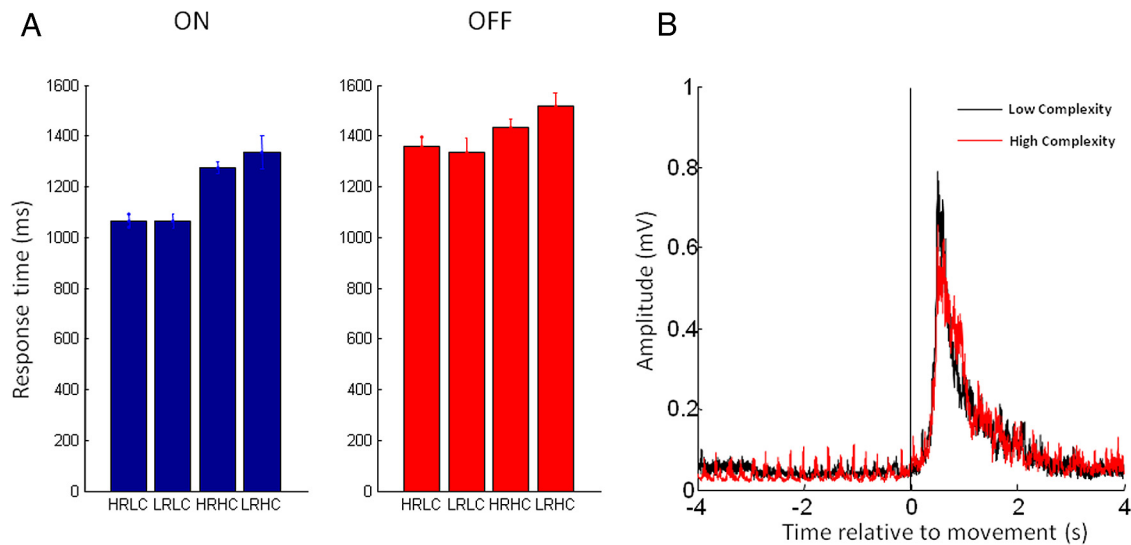 A
ON
OFF
B
Response time (ms)
1600
1400
1200
1000
800
600
400
200
0
HRLC LRLC HRHC LRHC
1600
1400
1200
1000
800
600
400
200
0
HRLC LRLC HRHC LRHC
Amplitude (mV)
1
0.8
0.6
0.4
0.2
0
-4 -2 0 2 4
Time relative to movement (s)
Low Complexity
High Complexity